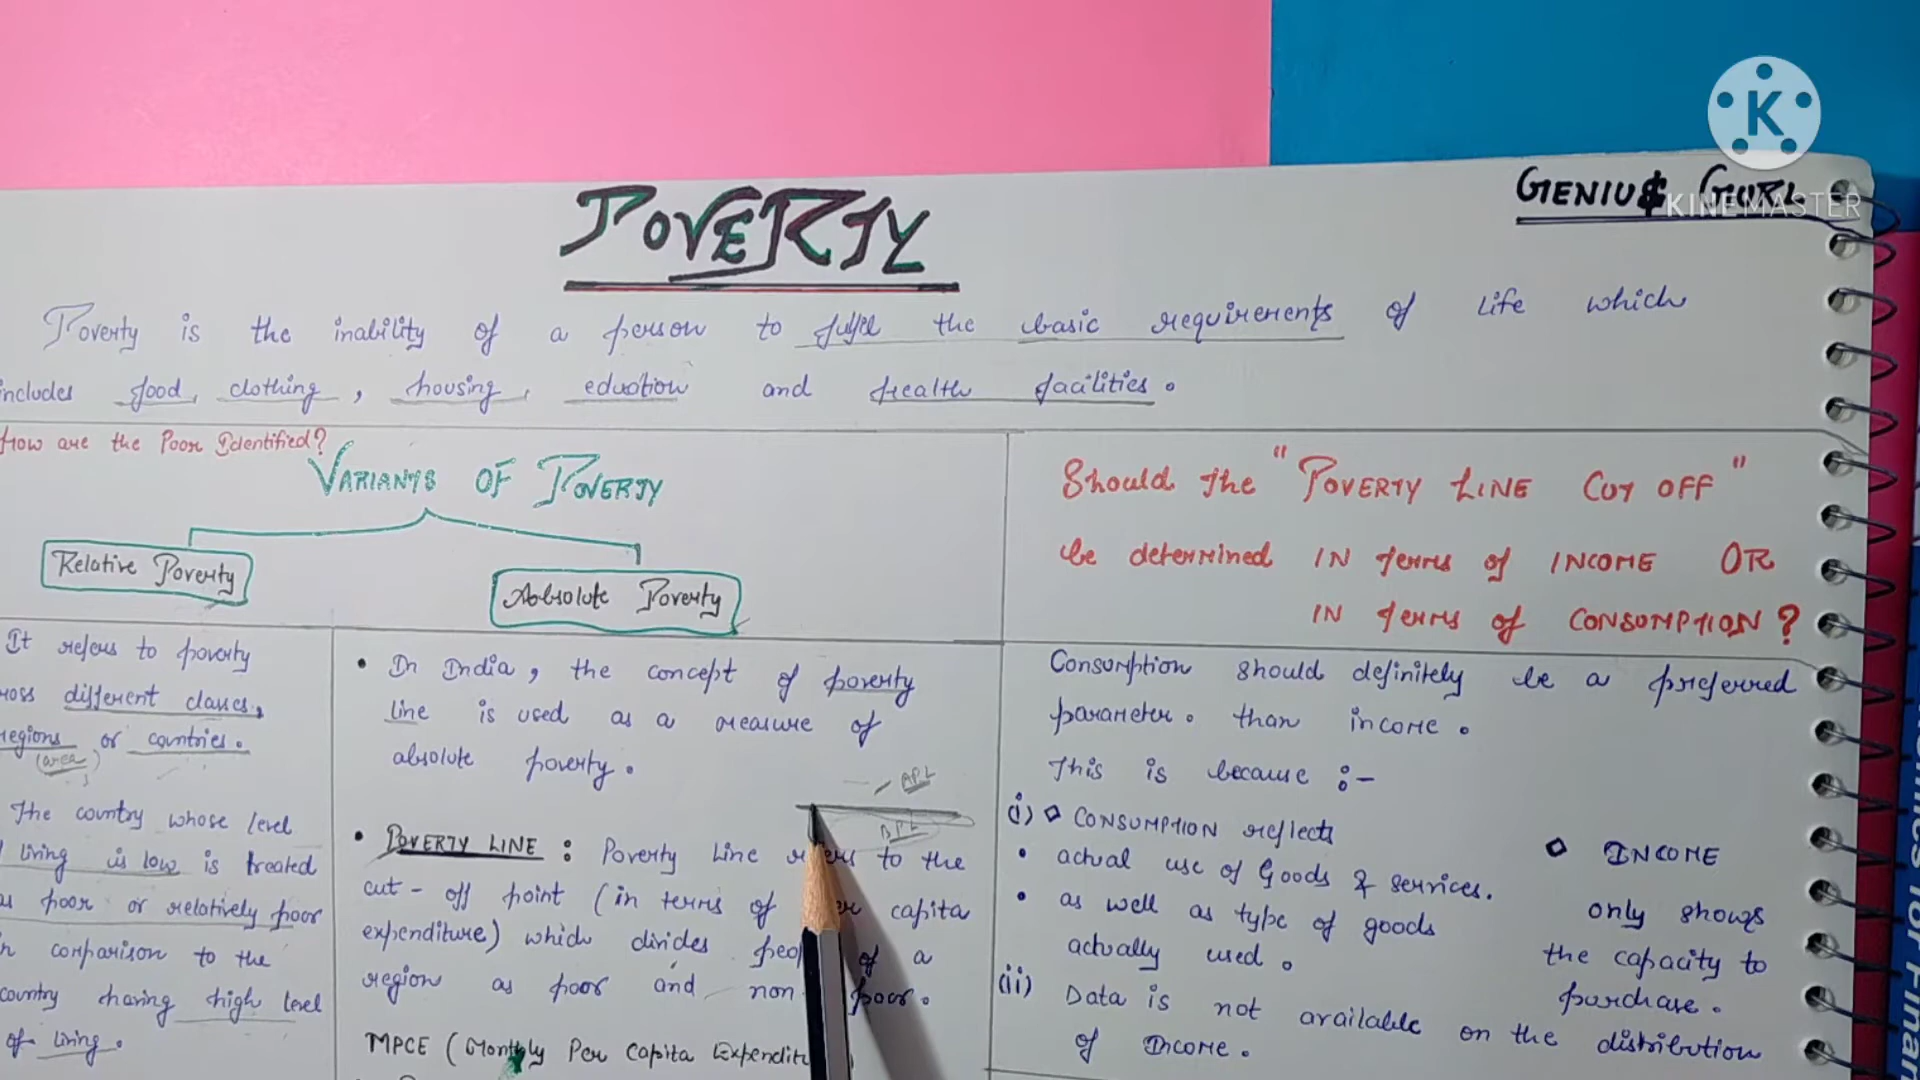 K
KINEMASTER
GENIU$ GURU
POVERTY
Poverty is the inability of a person to fulfil the basic requirements of life which
includes food, clothing, housing, eduction and health facilities.
How are the Poor Identified?
VARIANTS OF POVERTY
Relative Poverty
Absolute Poverty
It refers to poverty
different classes,
regions or countries.
(area)
The country whose level
living is low is treated
as poor or relatively poor
in comparison to the
country having high level
of living.
• In India, the concept of poverty
line is used as a measure of
absolute poverty.
APL
BPL
• POVERTY LINE : Poverty Line to the
cut-off point (in terms of capita
expenditure) which divides of a
region as poor and non poor.
MPCE (Monthly Per Capita
Should the "POVERTY LINE CUT OFF"
be determined IN terms of INCOME OR
IN terms of CONSUMPTION?
Consumption should definitely be a preferred
parameter. than income.
This is because :-
(i) ◇ CONSUMPTION reflects
• actual use of Goods & services.
• as well as type of goods
actually used.
◇ INCOME
only shows
the capacity to
purchase.
(ii) Data is not available on the distribution
of Income.